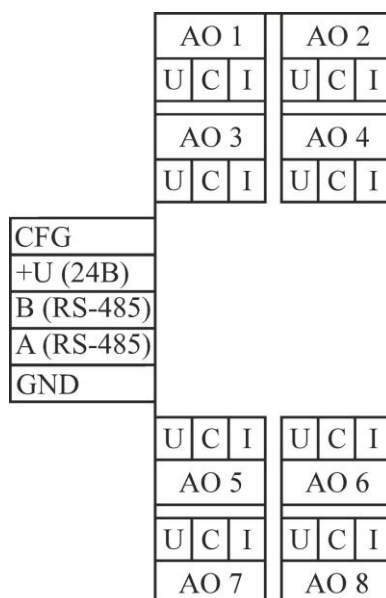 AO 1 AO 2
U C I U C I
AO 3 AO 4
U C I U C I
CFG
+U (24В)
B (RS-485)
A (RS-485)
GND
U C I U C I
AO 5 AO 6
U C I U C I
AO 7 AO 8